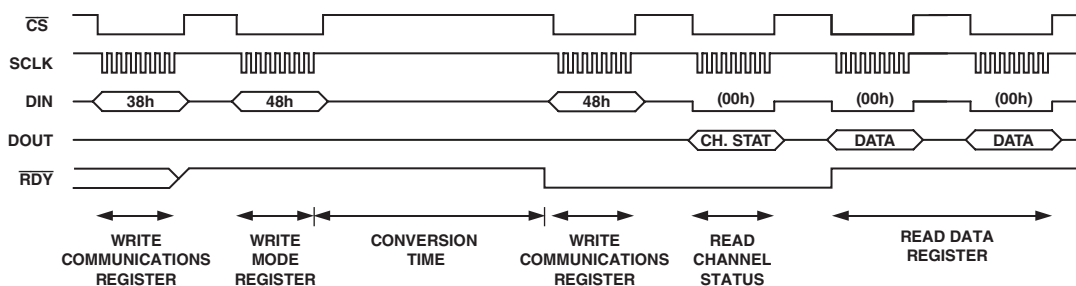 CS
SCLK
DIN
38h
48h
48h
(00h)
(00h)
(00h)
DOUT
CH. STAT
DATA
DATA
RDY
WRITE
COMMUNICATIONS
REGISTER
WRITE
MODE
REGISTER
CONVERSION
TIME
WRITE
COMMUNICATIONS
REGISTER
READ
CHANNEL
STATUS
READ DATA
REGISTER